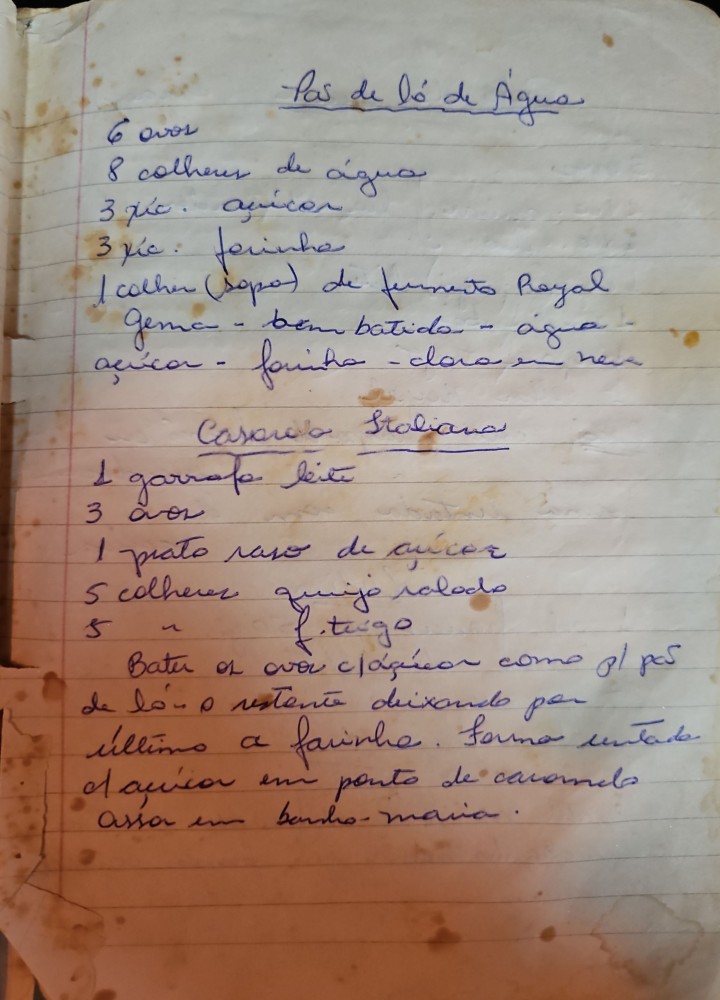 Pão de ló de Água
6 ovos
8 colheres de água
3 xíc. açúcar
3 xíc. farinha
1 colher (sopa) de fermento Royal
Gema - bem batida - água -
açúcar - farinha - clara em neve
Italiana
1 garrafa leite
3 ovos
1 prato raso de açúcar
5 colheres queijo ralado
5 " f. trigo
Bater os ovos c/açúcar como p/ pão
de ló - o restante deixando por
último a farinha. Forma untada
c/ açúcar em ponto de caramelo
assar em banho-maria.